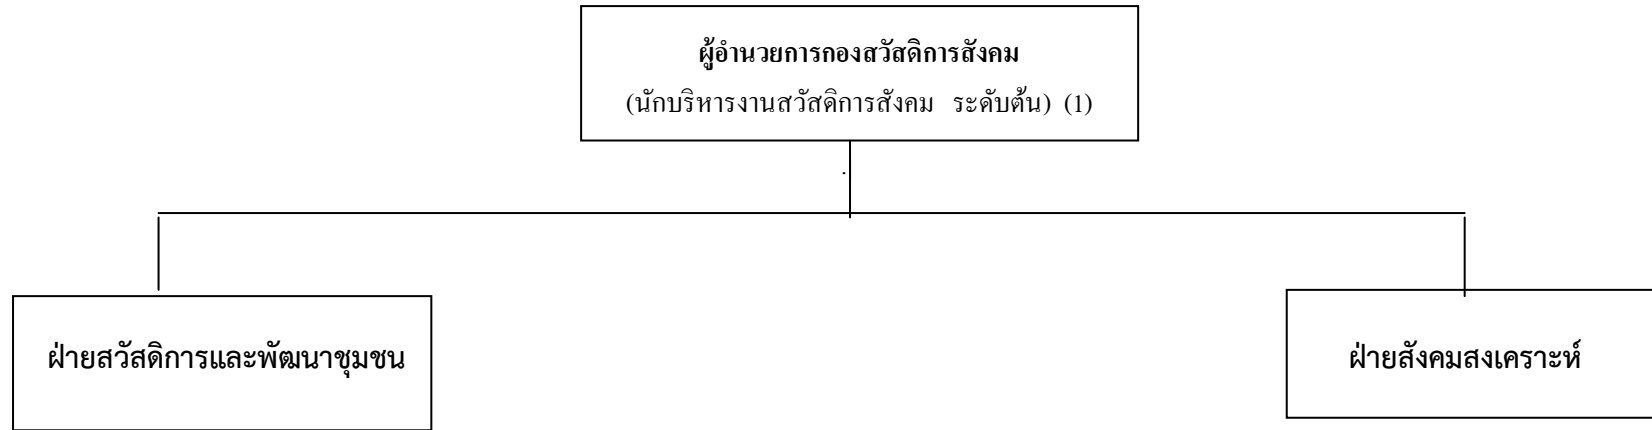 ผู้อำนวยการกองสวัสดิการสังคม
(นักบริหารงานสวัสดิการสังคม ระดับต้น) (1)
ฝ่ายสวัสดิการและพัฒนาชุมชน
ฝ่ายสังคมสงเคราะห์